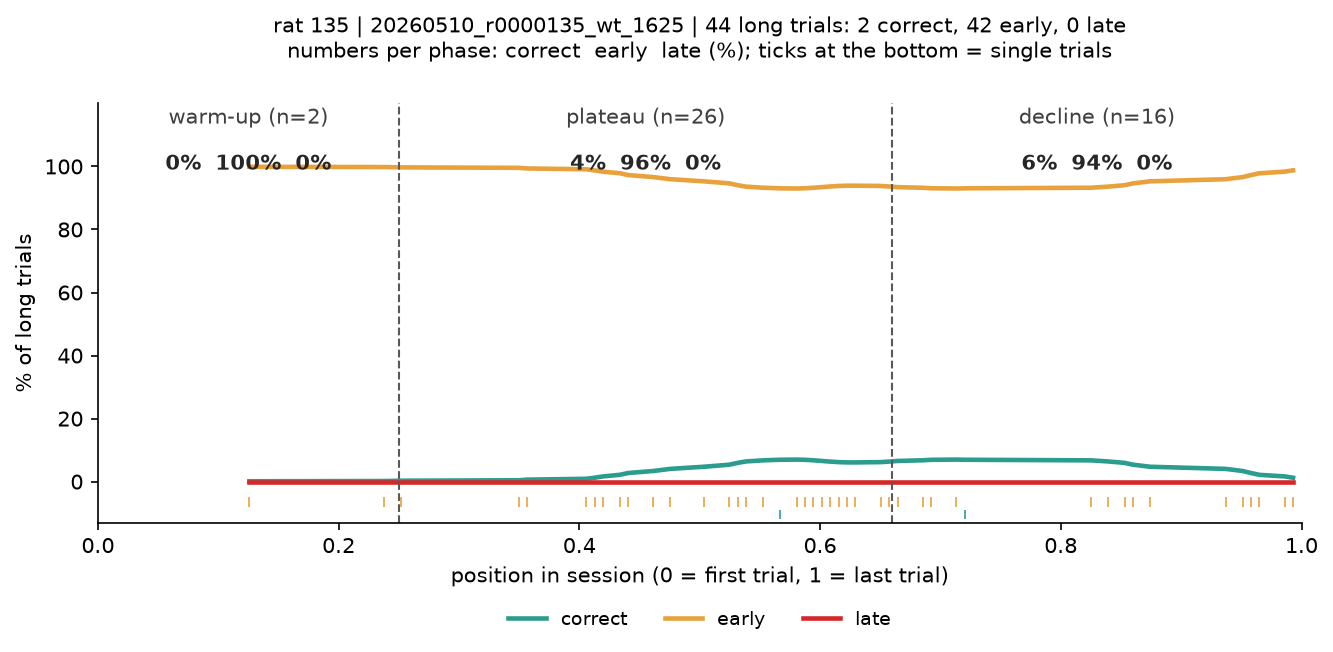 rat 135 | 20260510_r0000135_wt_1625 | 44 long trials: 2 correct, 42 early, 0 late
numbers per phase: correct  early  late (%); ticks at the bottom = single trials
warm-up (n=2)
plateau (n=26)
decline (n=16)
0%  100%  0%
4%  96%  0%
6%  94%  0%
% of long trials
100
80
60
40
20
0
0.0
0.2
0.4
0.6
0.8
1.0
position in session (0 = first trial, 1 = last trial)
correct
early
late